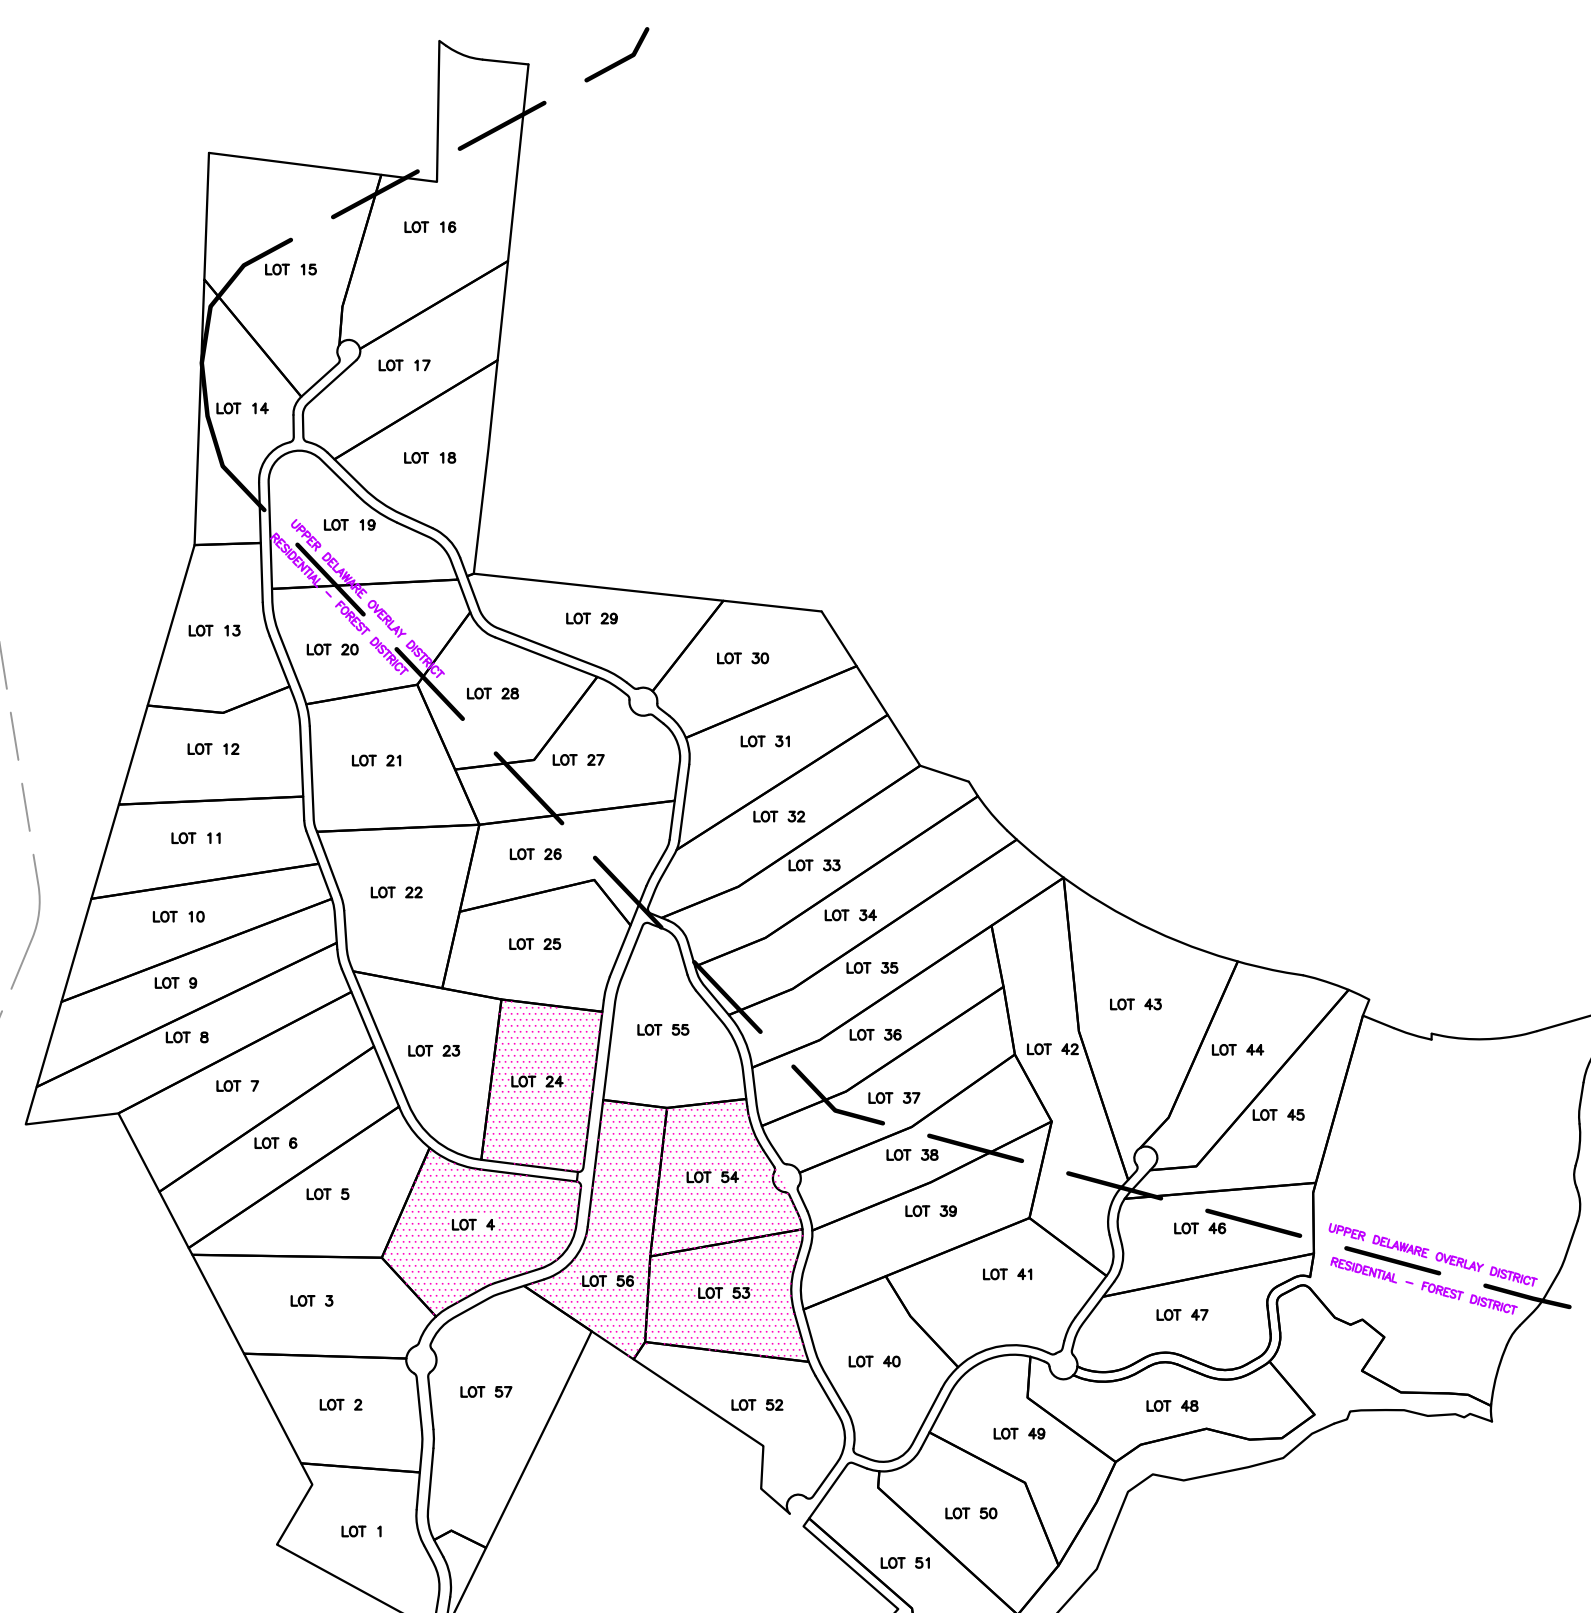 LOT 16
LOT 15
LOT 17
LOT 14
LOT 18
LOT 19
UPPER DELAWARE OVERLAY DISTRICT
RESIDENTIAL – FOREST DISTRICT
LOT 29
LOT 13
LOT 20
LOT 30
LOT 28
LOT 31
LOT 12
LOT 21
LOT 27
LOT 32
LOT 11
LOT 26
LOT 33
LOT 22
LOT 10
LOT 34
LOT 25
LOT 35
LOT 9
LOT 43
LOT 55
LOT 8
LOT 36
LOT 23
LOT 42
LOT 44
LOT 24
LOT 7
LOT 37
LOT 45
LOT 6
LOT 38
LOT 54
LOT 5
LOT 39
LOT 4
LOT 46
UPPER DELAWARE OVERLAY DISTRICT
RESIDENTIAL – FOREST DISTRICT
LOT 41
LOT 56
LOT 53
LOT 3
LOT 47
LOT 40
LOT 57
LOT 2
LOT 52
LOT 48
LOT 49
LOT 50
LOT 1
LOT 51